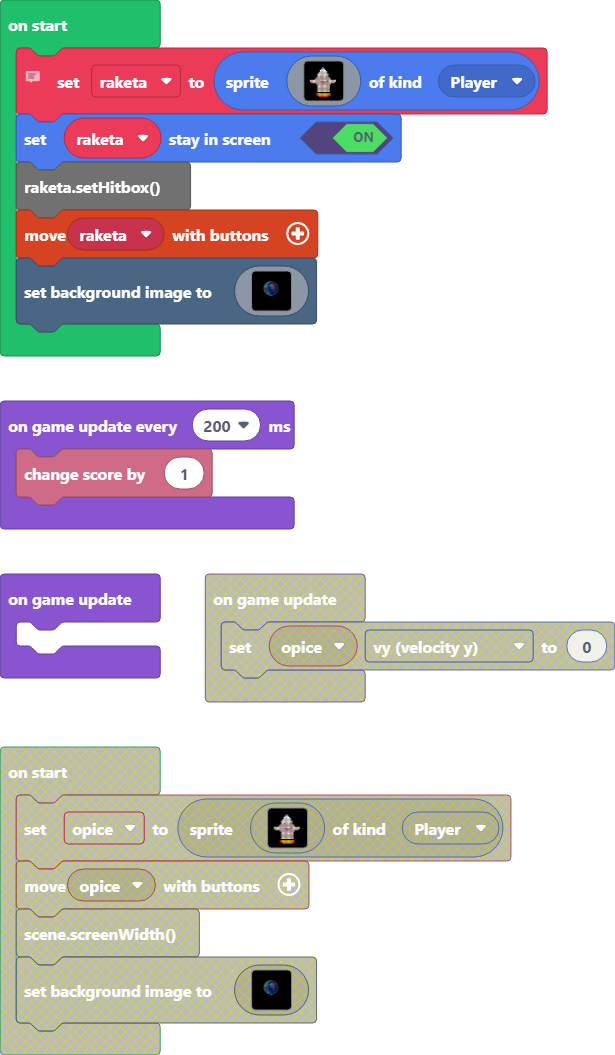 on start
set raketa to sprite of kind Player
set raketa stay in screen ON
raketa.setHitbox()
move raketa with buttons
set background image to
on game update every 200 ms
change score by 1
on game update
on game update
set opice vy (velocity y) to 0
on start
set opice to sprite of kind Player
move opice with buttons
scene.screenWidth()
set background image to